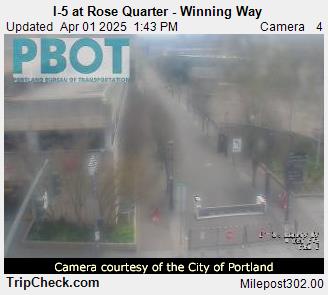 I-5 at Rose Quarter - Winning Way
Updated Apr 01 2025 1:43 PM Camera 4
PBOT
PORTLAND BUREAU OF TRANSPORTATION
Camera courtesy of the City of Portland
TripCheck.com Milepost302.00